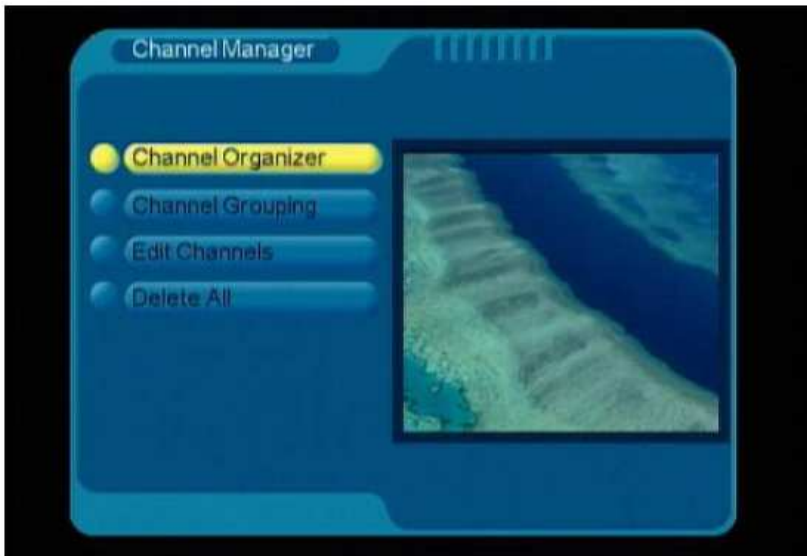 Channel Manager
Channel Organizer
Channel Grouping
Edit Channels
Delete All